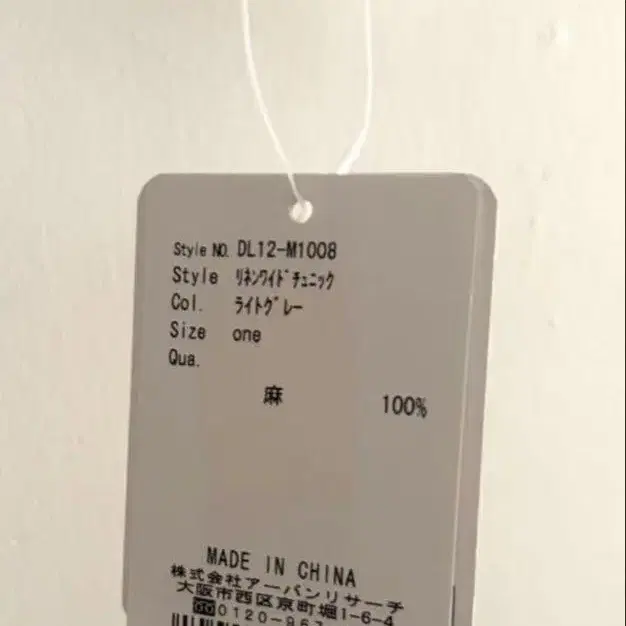 Style NO. DL12-M1008
Style ﾘﾈﾝﾜｲﾄﾞﾁｭﾆｯｸ
Col. ﾗｲﾄｸﾞﾚｰ
Size one
Qua.
麻 100%
MADE IN CHINA
株式会社アーバンリサーチ
大阪市西区京町堀1-6-4
0120-967